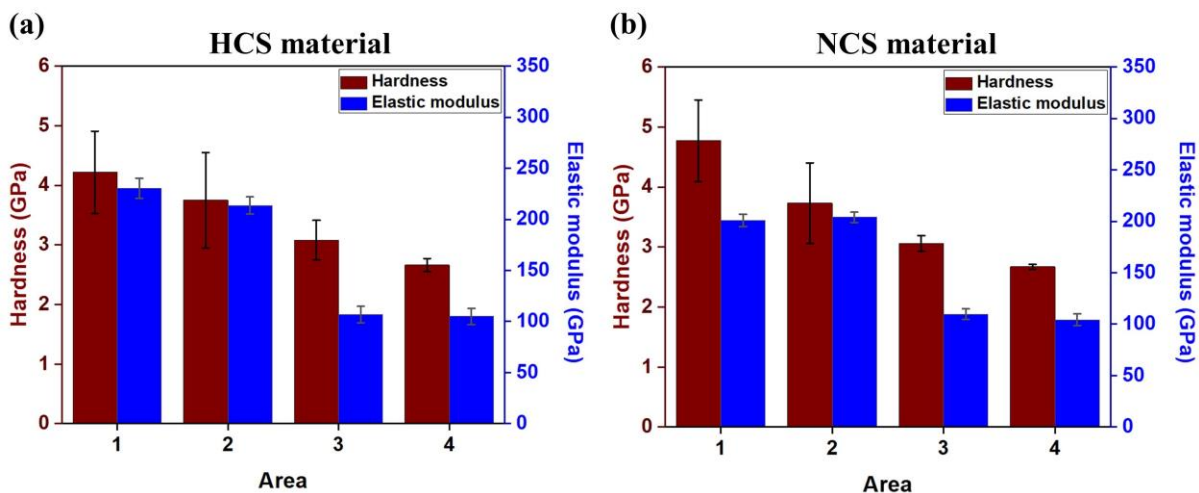 (a)
HCS material
Hardness
Elastic modulus
Hardness (GPa)
6
5
4
3
2
1
0
Elastic modulus (GPa)
350
300
250
200
150
100
50
0
1 2 3 4
Area
(b)
NCS material
Hardness
Elastic modulus
Hardness (GPa)
6
5
4
3
2
1
0
Elastic modulus (GPa)
350
300
250
200
150
100
50
0
1 2 3 4
Area